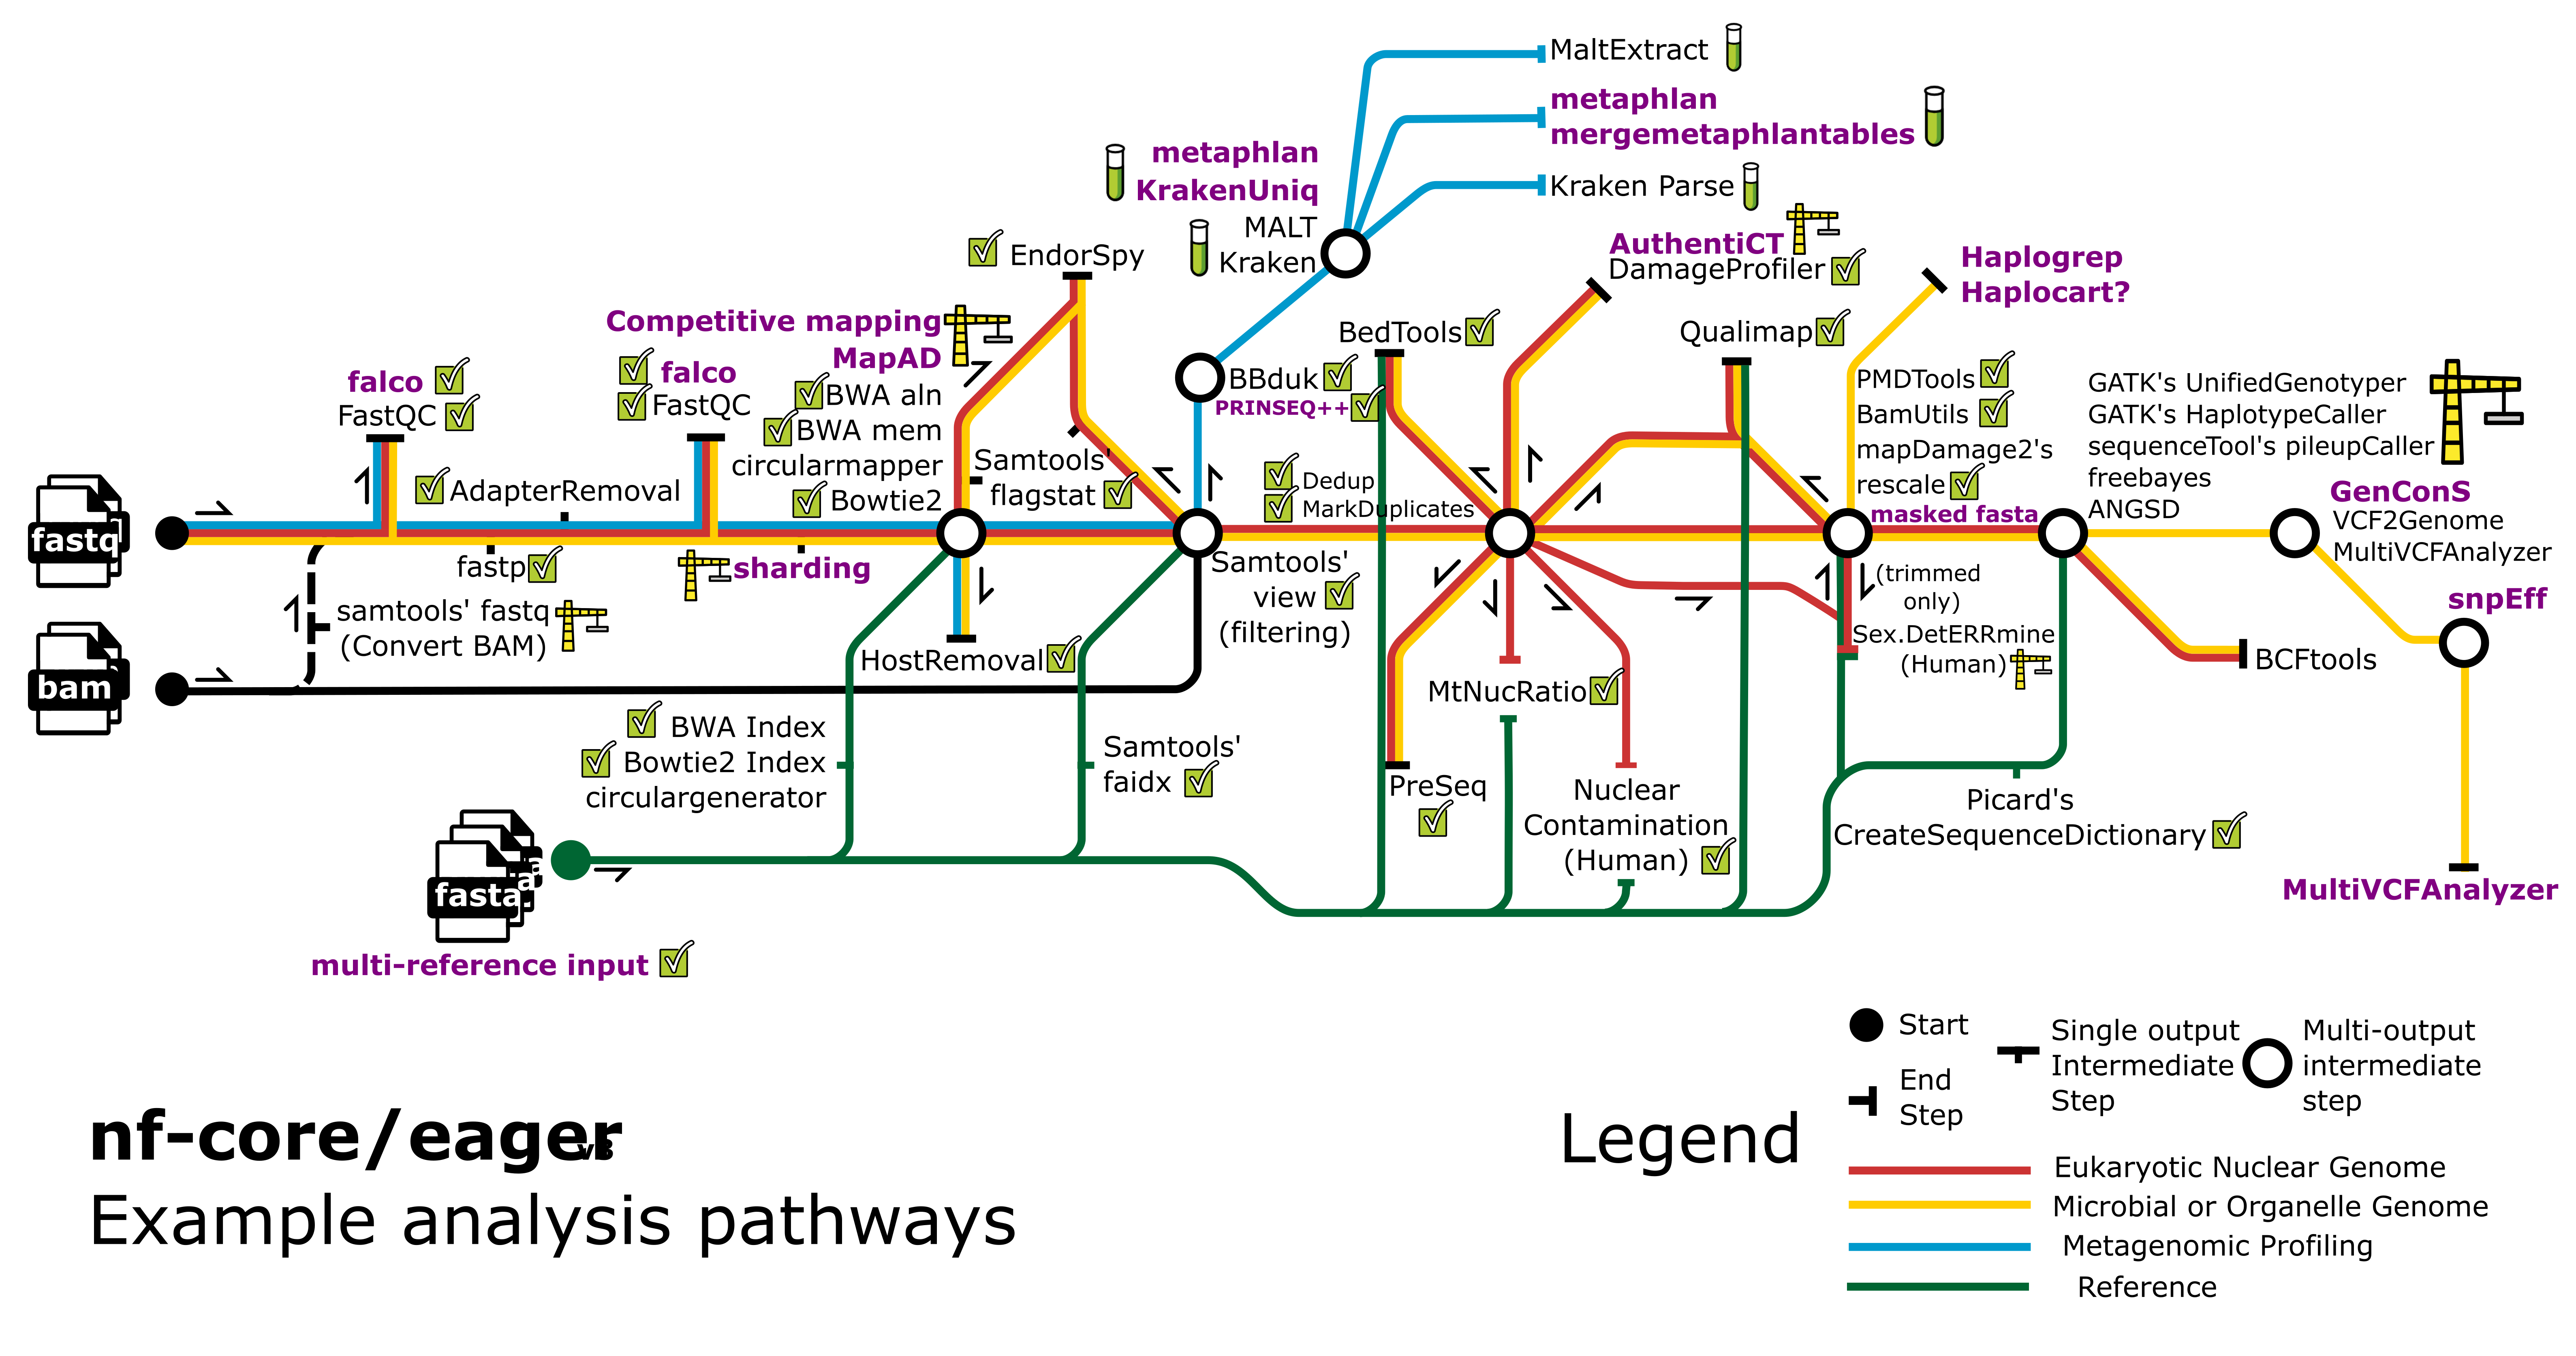 MaltExtract
metaphlan
mergemetaphlantables
metaphlan
KrakenUniq
Kraken Parse
MALT
Kraken
EndorSpy
AuthentiCT
DamageProfiler
Haplogrep
Haplocart?
Competitive mapping
MapAD
BedTools
Qualimap
falco
FastQC
falco
FastQC
BWA aln
BWA mem
circularmapper
Bowtie2
BBduk
PRINSEQ++
PMDTools
BamUtils
mapDamage2's
rescale
masked fasta
GATK's UnifiedGenotyper
GATK's HaplotypeCaller
sequenceTool's pileupCaller
freebayes
ANGSD
Samtools'
flagstat
Dedup
MarkDuplicates
AdapterRemoval
GenConS
VCF2Genome
MultiVCFAnalyzer
fastq
fastp
sharding
Samtools'
view
(filtering)
(trimmed
only)
snpEff
samtools' fastq
(Convert BAM)
HostRemoval
Sex.DetERRmine
(Human)
BCFtools
bam
MtNucRatio
BWA Index
Bowtie2 Index
circulargenerator
Samtools'
faidx
PreSeq
Nuclear
Contamination
(Human)
Picard's
CreateSequenceDictionary
MultiVCFAnalyzer
fasta
multi-reference input
Start
End
Step
Single output
Intermediate
Step
Multi-output
intermediate
step
nf-core/eager
v3
Example analysis pathways
Legend
Eukaryotic Nuclear Genome
Microbial or Organelle Genome
Metagenomic Profiling
Reference